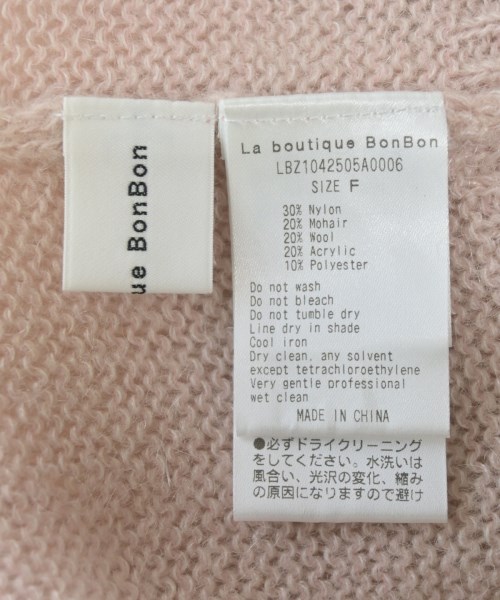 ue BonBon
La boutique BonBon
LBZ1042505A0006
SIZE F
30% Nylon
20% Mohair
20% Wool
20% Acrylic
10% Polyester
Do not wash
Do not bleach
Do not tumble dry
Line dry in shade
Cool iron
Dry clean, any solvent
except tetrachloroethylene
Very gentle professional
wet clean
MADE IN CHINA
●必ずドライクリーニング
をしてください。水洗いは
風合い、光沢の変化、縮み
の原因になりますので避け